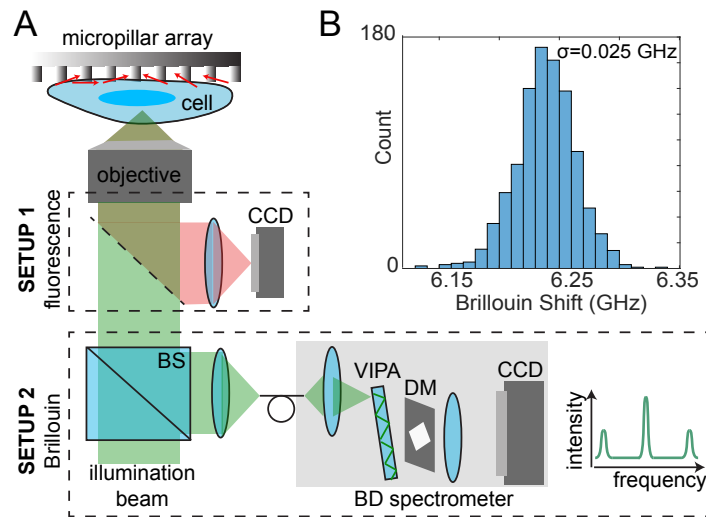 A
micropillar array
cell
objective
SETUP 1
fluorescence
CCD
SETUP 2
Brillouin
BS
illumination
beam
VIPA
DM
CCD
BD spectrometer
intensity
frequency
B
180
σ=0.025 GHz
Count
0
6.15
6.25
6.35
Brillouin Shift (GHz)